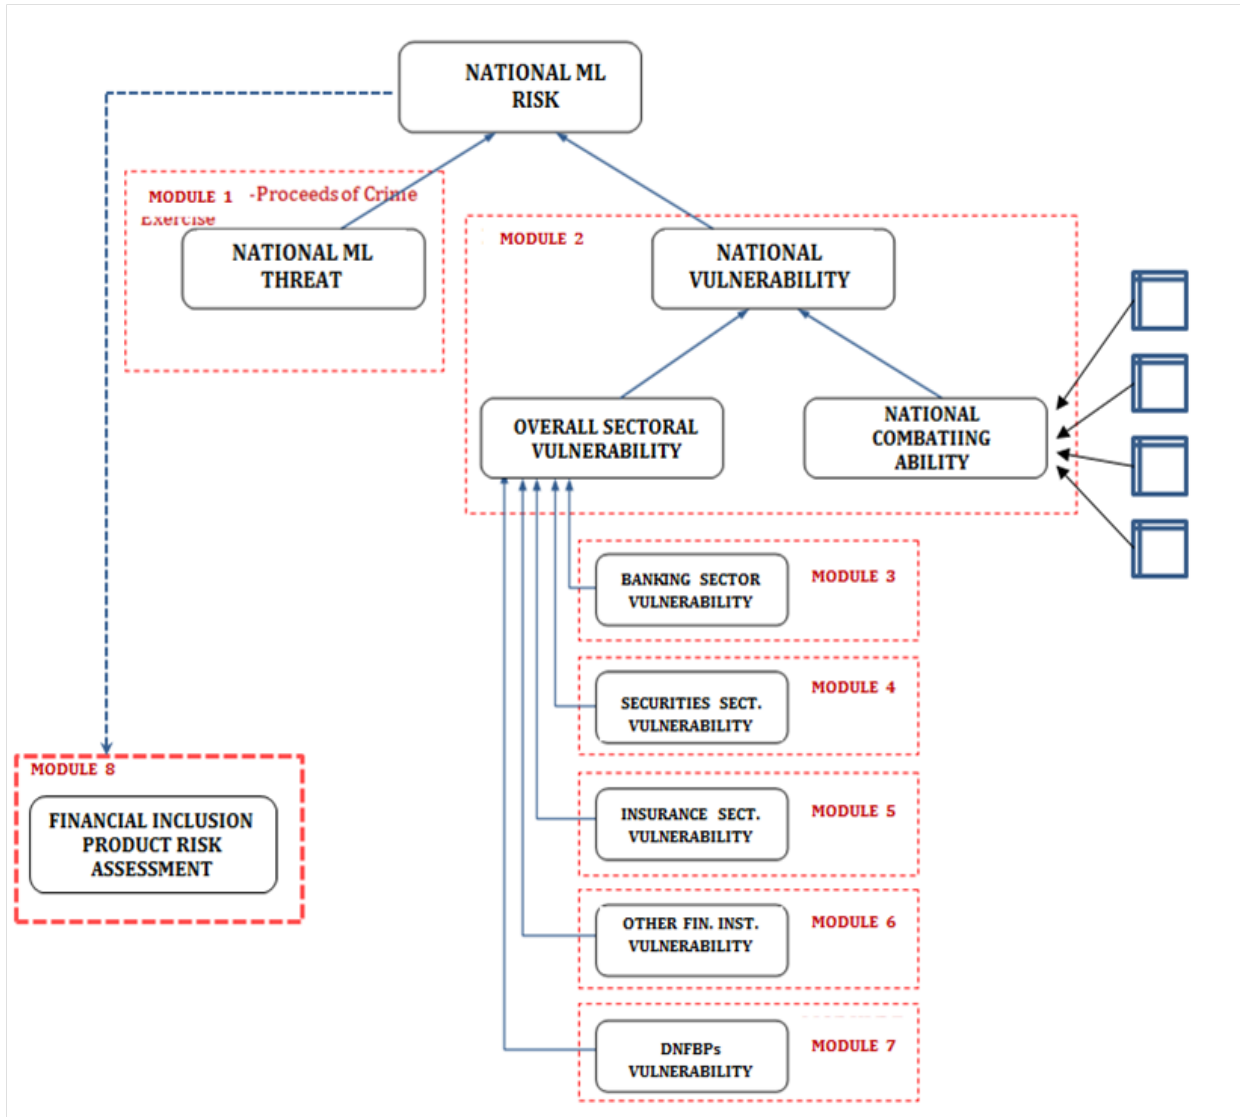 NATIONAL ML
RISK
MODULE 1 -Proceeds of Crime
Exercise
NATIONAL ML
THREAT
MODULE 2
NATIONAL
VULNERABILITY
OVERALL SECTORAL
VULNERABILITY
NATIONAL
COMBATIING
ABILITY
BANKING SECTOR
VULNERABILITY
MODULE 3
SECURITIES SECT.
VULNERABILITY
MODULE 4
MODULE 8
FINANCIAL INCLUSION
PRODUCT RISK
ASSESSMENT
INSURANCE SECT.
VULNERABILITY
MODULE 5
OTHER FIN. INST.
VULNERABILITY
MODULE 6
DNFBPs
VULNERABILITY
MODULE 7